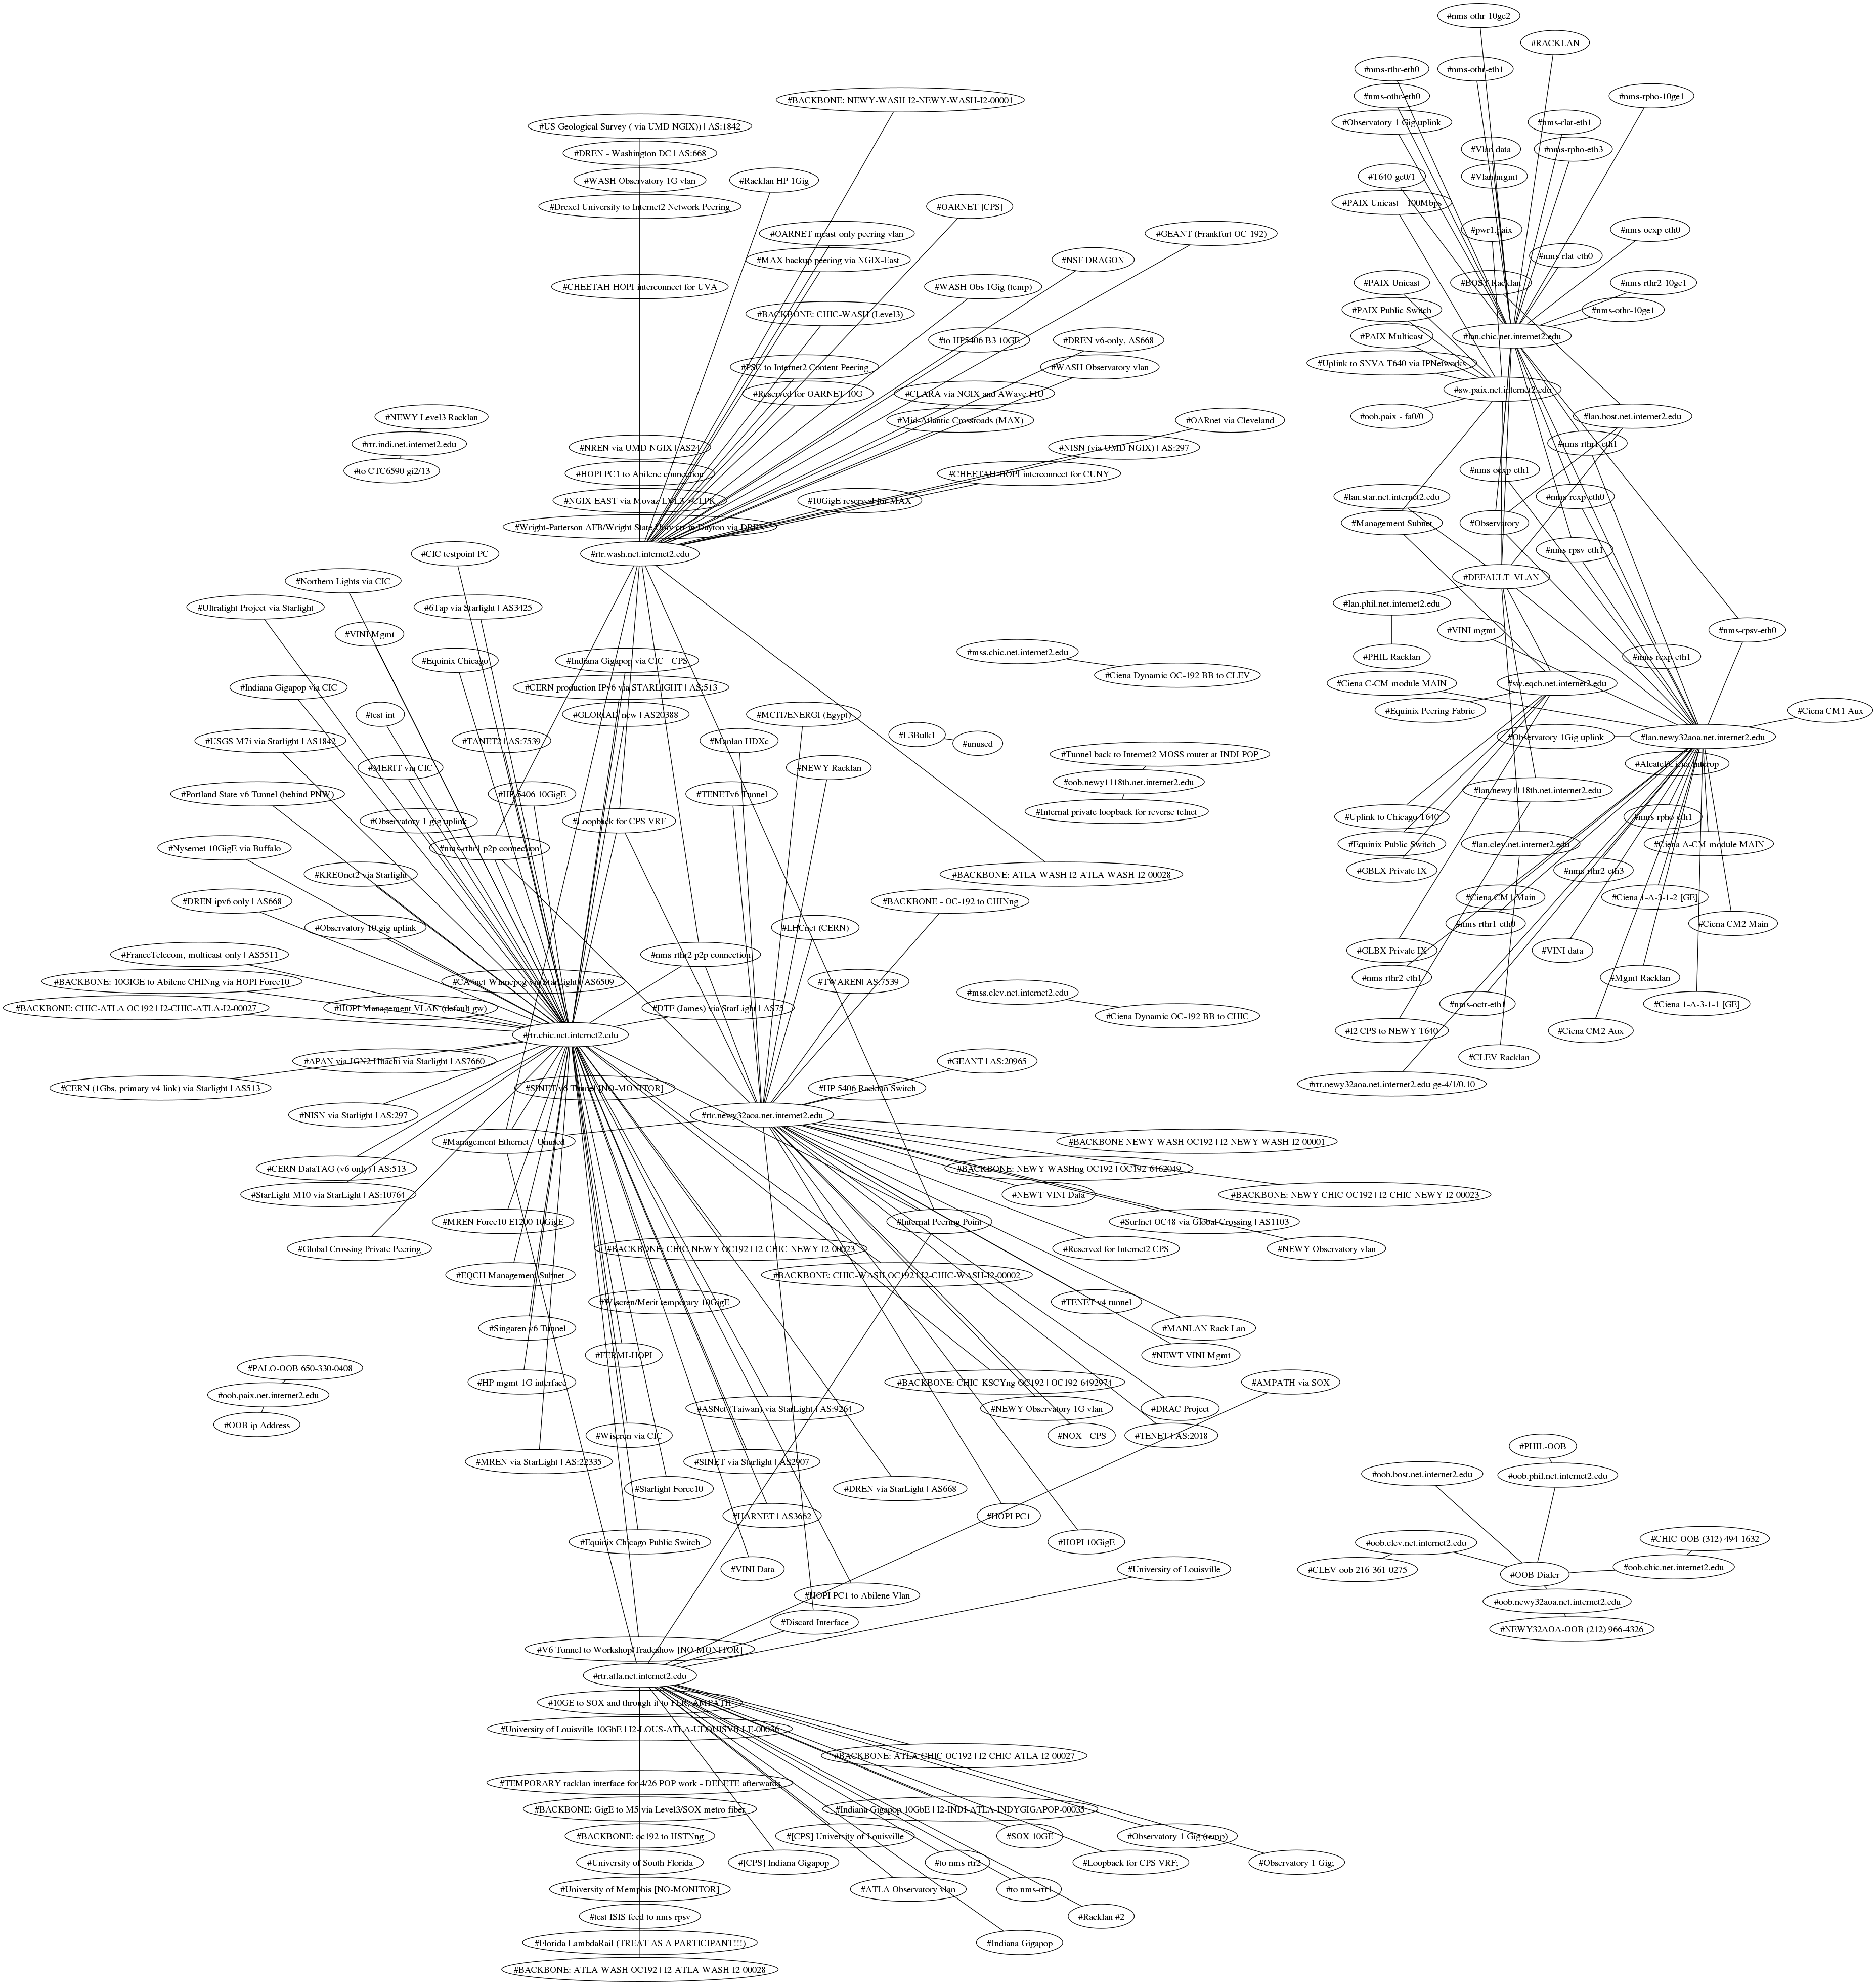 #nms-othr-10ge2
#RACKLAN
#nms-rthr-eth0
#nms-othr-eth1
#nms-othr-eth0
#nms-rpho-10ge1
#BACKBONE: NEWY-WASH I2-NEWY-WASH-I2-00001
#US Geological Survey ( via UMD NGIX)) | AS:1842
#Observatory 1 Gig uplink
#nms-rlat-eth1
#DREN - Washington DC | AS:668
#Vlan data
#nms-rpho-eth3
#WASH Observatory 1G vlan
#Racklan HP 1Gig
#T640-ge0/1
#Vlan mgmt
#Drexel University to Internet2 Network Peering
#OARNET [CPS]
#PAIX Unicast - 100Mbps
#OARNET mcast-only peering vlan
#GEANT (Frankfurt OC-192)
#pwr1.paix
#nms-oexp-eth0
#MAX backup peering via NGIX-East
#NSF DRAGON
#nms-rlat-eth0
#CHEETAH-HOPI interconnect for UVA
#WASH Obs 1Gig (temp)
#PAIX Unicast
#BOST Racklan
#nms-rthr2-10ge1
#BACKBONE: CHIC-WASH (Level3)
#PAIX Public Switch
#nms-othr-10ge1
#to HP5406 B3 10GE
#DREN v6-only, AS668
#PAIX Multicast
#lan.chic.net.internet2.edu
#PSC to Internet2 Content Peering
#WASH Observatory vlan
#Uplink to SNVA T640 via IPNetworks
#Reserved for OARNET 10G
#CLARA via NGIX and AWave-FIU
#sw.paix.net.internet2.edu
#NEWY Level3 Racklan
#Mid-Atlantic Crossroads (MAX)
#OARnet via Cleveland
#oob.paix - fa0/0
#lan.bost.net.internet2.edu
#rtr.indi.net.internet2.edu
#NREN via UMD NGIX | AS24
#NISN (via UMD NGIX) | AS:297
#nms-rthr1-eth1
#to CTC6590 gi2/13
#HOPI PC1 to Abilene connection
#CHEETAH-HOPI interconnect for CUNY
#nms-oexp-eth1
#NGIX-EAST via Movaz LVL3->CLPK
#10GigE reserved for MAX
#lan.star.net.internet2.edu
#nms-rexp-eth0
#Wright-Patterson AFB/Wright State Univ etc in Dayton via DREN
#Management Subnet
#Observatory
#CIC testpoint PC
#rtr.wash.net.internet2.edu
#nms-rpsv-eth1
#Northern Lights via CIC
#DEFAULT_VLAN
#Ultralight Project via Starlight
#6Tap via Starlight | AS3425
#lan.phil.net.internet2.edu
#VINI Mgmt
#VINI mgmt
#nms-rpsv-eth0
#Equinix Chicago
#Indiana Gigapop via CIC - CPS
#mss.chic.net.internet2.edu
#PHIL Racklan
#nms-rexp-eth1
#Indiana Gigapop via CIC
#CERN production IPv6 via STARLIGHT | AS:513
#Ciena Dynamic OC-192 BB to CLEV
#Ciena C-CM module MAIN
#sw.eqch.net.internet2.edu
#test int
#GLORIAD-new | AS20388
#MCIT/ENERGI (Egypt)
#Equinix Peering Fabric
#Ciena CM1 Aux
#USGS M7i via Starlight | AS1842
#TANET2 | AS:7539
#Manlan HDXc
#L3Bulk1
#unused
#Observatory 1Gig uplink
#lan.newy32aoa.net.internet2.edu
#MERIT via CIC
#NEWY Racklan
#Tunnel back to Internet2 MOSS router at INDI POP
#Alcatel/Ciena Interop
#Portland State v6 Tunnel (behind PNW)
#HP 5406 10GigE
#TENETv6 Tunnel
#oob.newy1118th.net.internet2.edu
#lan.newy1118th.net.internet2.edu
#Observatory 1 gig uplink
#Loopback for CPS VRF
#Internal private loopback for reverse telnet
#Uplink to Chicago T640
#nms-rpho-eth1
#Nysernet 10GigE via Buffalo
#nms-rthr1 p2p connection
#Equinix Public Switch
#lan.clev.net.internet2.edu
#Ciena A-CM module MAIN
#KREOnet2 via Starlight
#BACKBONE: ATLA-WASH I2-ATLA-WASH-I2-00028
#GBLX Private IX
#nms-rthr2-eth3
#DREN ipv6 only | AS668
#BACKBONE - OC-192 to CHINng
#Ciena CM1 Main
#Ciena 1-A-3-1-2 [GE]
#Observatory 10 gig uplink
#LHCnet (CERN)
#nms-rthr1-eth0
#Ciena CM2 Main
#FranceTelecom, multicast-only | AS5511
#nms-rthr2 p2p connection
#GLBX Private IX
#VINI data
#BACKBONE: 10GIGE to Abilene CHINng via HOPI Force10
#CA*net-Winnepeg via StarLight | AS6509
#TWAREN| AS:7539
#nms-rthr2-eth1
#Mgmt Racklan
#mss.clev.net.internet2.edu
#BACKBONE: CHIC-ATLA OC192 | I2-CHIC-ATLA-I2-00027
#HOPI Management VLAN (default gw)
#DTF (James) via StarLight | AS75
#Ciena Dynamic OC-192 BB to CHIC
#nms-octr-eth1
#Ciena 1-A-3-1-1 [GE]
#rtr.chic.net.internet2.edu
#I2 CPS to NEWY T640
#Ciena CM2 Aux
#APAN via JGN2 Hitachi via Starlight | AS7660
#GEANT | AS:20965
#CLEV Racklan
#CERN (1Gbs, primary v4 link) via Starlight | AS513
#SINET v6 Tunnel [NO-MONITOR]
#HP 5406 Racklan Switch
#rtr.newy32aoa.net.internet2.edu ge-4/1/0.10
#NISN via Starlight | AS:297
#rtr.newy32aoa.net.internet2.edu
#Management Ethernet - Unused
#BACKBONE NEWY-WASH OC192 | I2-NEWY-WASH-I2-00001
#CERN DataTAG (v6 only) | AS:513
#BACKBONE: NEWY-WASHng OC192 | OC192-6462049
#StarLight M10 via StarLight | AS:10764
#NEWT VINI Data
#BACKBONE: NEWY-CHIC OC192 | I2-CHIC-NEWY-I2-00023
#MREN Force10 E1200 10GigE
#Internal Peering Point
#Surfnet OC48 via Global Crossing | AS1103
#Global Crossing Private Peering
#BACKBONE: CHIC-NEWY OC192 | I2-CHIC-NEWY-I2-00023
#Reserved for Internet2 CPS
#NEWY Observatory vlan
#EQCH Management Subnet
#BACKBONE: CHIC-WASH OC192 | I2-CHIC-WASH-I2-00002
#Wiscren/Merit temporary 10GigE
#TENET v4 tunnel
#Singaren v6 Tunnel
#MANLAN Rack Lan
#FERMI-HOPI
#NEWT VINI Mgmt
#PALO-OOB 650-330-0408
#HP mgmt 1G interface
#BACKBONE: CHIC-KSCYng OC192 | OC192-6492974
#AMPATH via SOX
#oob.paix.net.internet2.edu
#ASNet (Taiwan) via StarLight | AS:9264
#NEWY Observatory 1G vlan
#DRAC Project
#OOB ip Address
#Wiscren via CIC
#NOX - CPS
#TENET | AS:2018
#PHIL-OOB
#MREN via StarLight | AS:22335
#SINET via Starlight | AS2907
#oob.bost.net.internet2.edu
#oob.phil.net.internet2.edu
#Starlight Force10
#DREN via StarLight | AS668
#HARNET | AS3662
#HOPI PC1
#Equinix Chicago Public Switch
#HOPI 10GigE
#oob.clev.net.internet2.edu
#CHIC-OOB (312) 494-1632
#VINI Data
#University of Louisville
#CLEV-oob 216-361-0275
#OOB Dialer
#oob.chic.net.internet2.edu
#HOPI PC1 to Abilene Vlan
#oob.newy32aoa.net.internet2.edu
#Discard Interface
#NEWY32AOA-OOB (212) 966-4326
#V6 Tunnel to Workshop/Tradeshow [NO-MONITOR]
#rtr.atla.net.internet2.edu
#10GE to SOX and through it to FLR, AMPATH
#University of Louisville 10GbE | I2-LOUS-ATLA-ULOUISVILLE-00036
#BACKBONE: ATLA-CHIC OC192 | I2-CHIC-ATLA-I2-00027
#TEMPORARY racklan interface for 4/26 POP work - DELETE afterwards
#BACKBONE: GigE to M5 via Level3/SOX metro fiber
#Indiana Gigapop 10GbE | I2-INDI-ATLA-INDYGIGAPOP-00035
#BACKBONE: oc192 to HSTNng
#[CPS] University of Louisville
#SOX 10GE
#Observatory 1 Gig (temp)
#University of South Florida
#[CPS] Indiana Gigapop
#to nms-rtr2
#Loopback for CPS VRF;
#Observatory 1 Gig;
#University of Memphis [NO-MONITOR]
#ATLA Observatory vlan
#to nms-rtr1
#test ISIS feed to nms-rpsv
#Racklan #2
#Florida LambdaRail (TREAT AS A PARTICIPANT!!!)
#Indiana Gigapop
#BACKBONE: ATLA-WASH OC192 | I2-ATLA-WASH-I2-00028